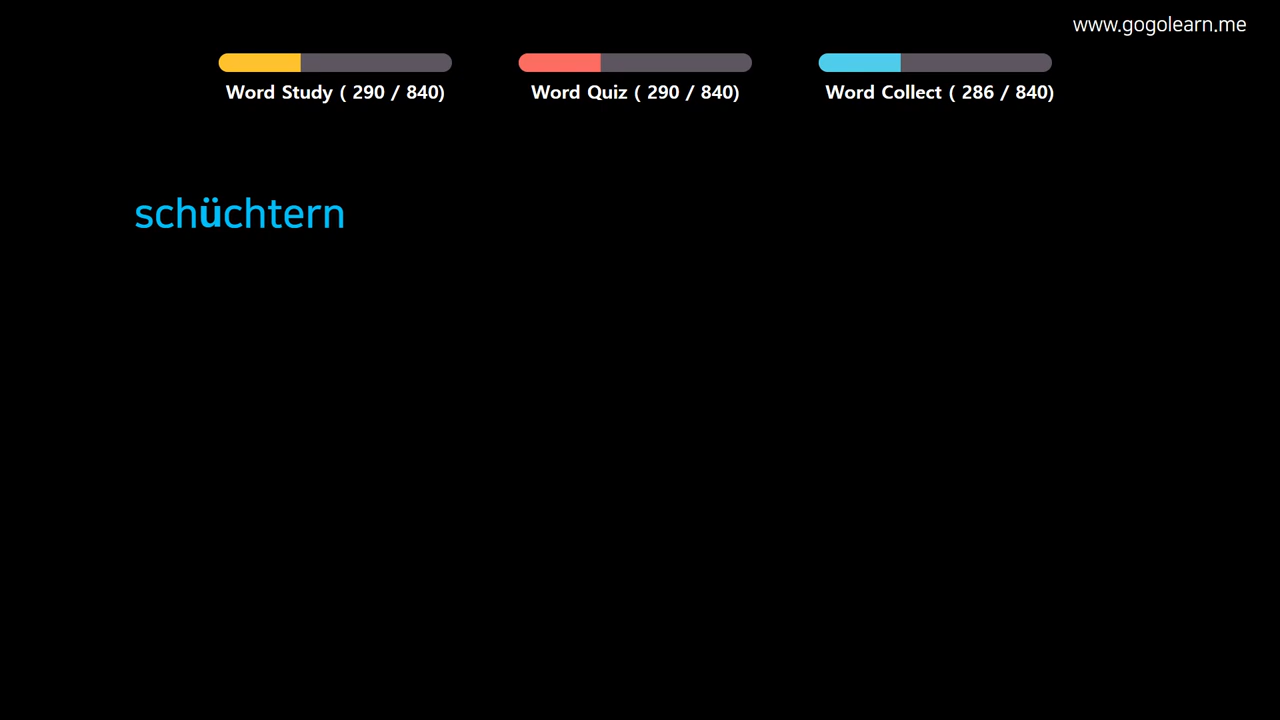 www.gogolearn.me
Word Study ( 290 / 840)
Word Quiz ( 290 / 840)
Word Collect ( 286 / 840)
schüchtern